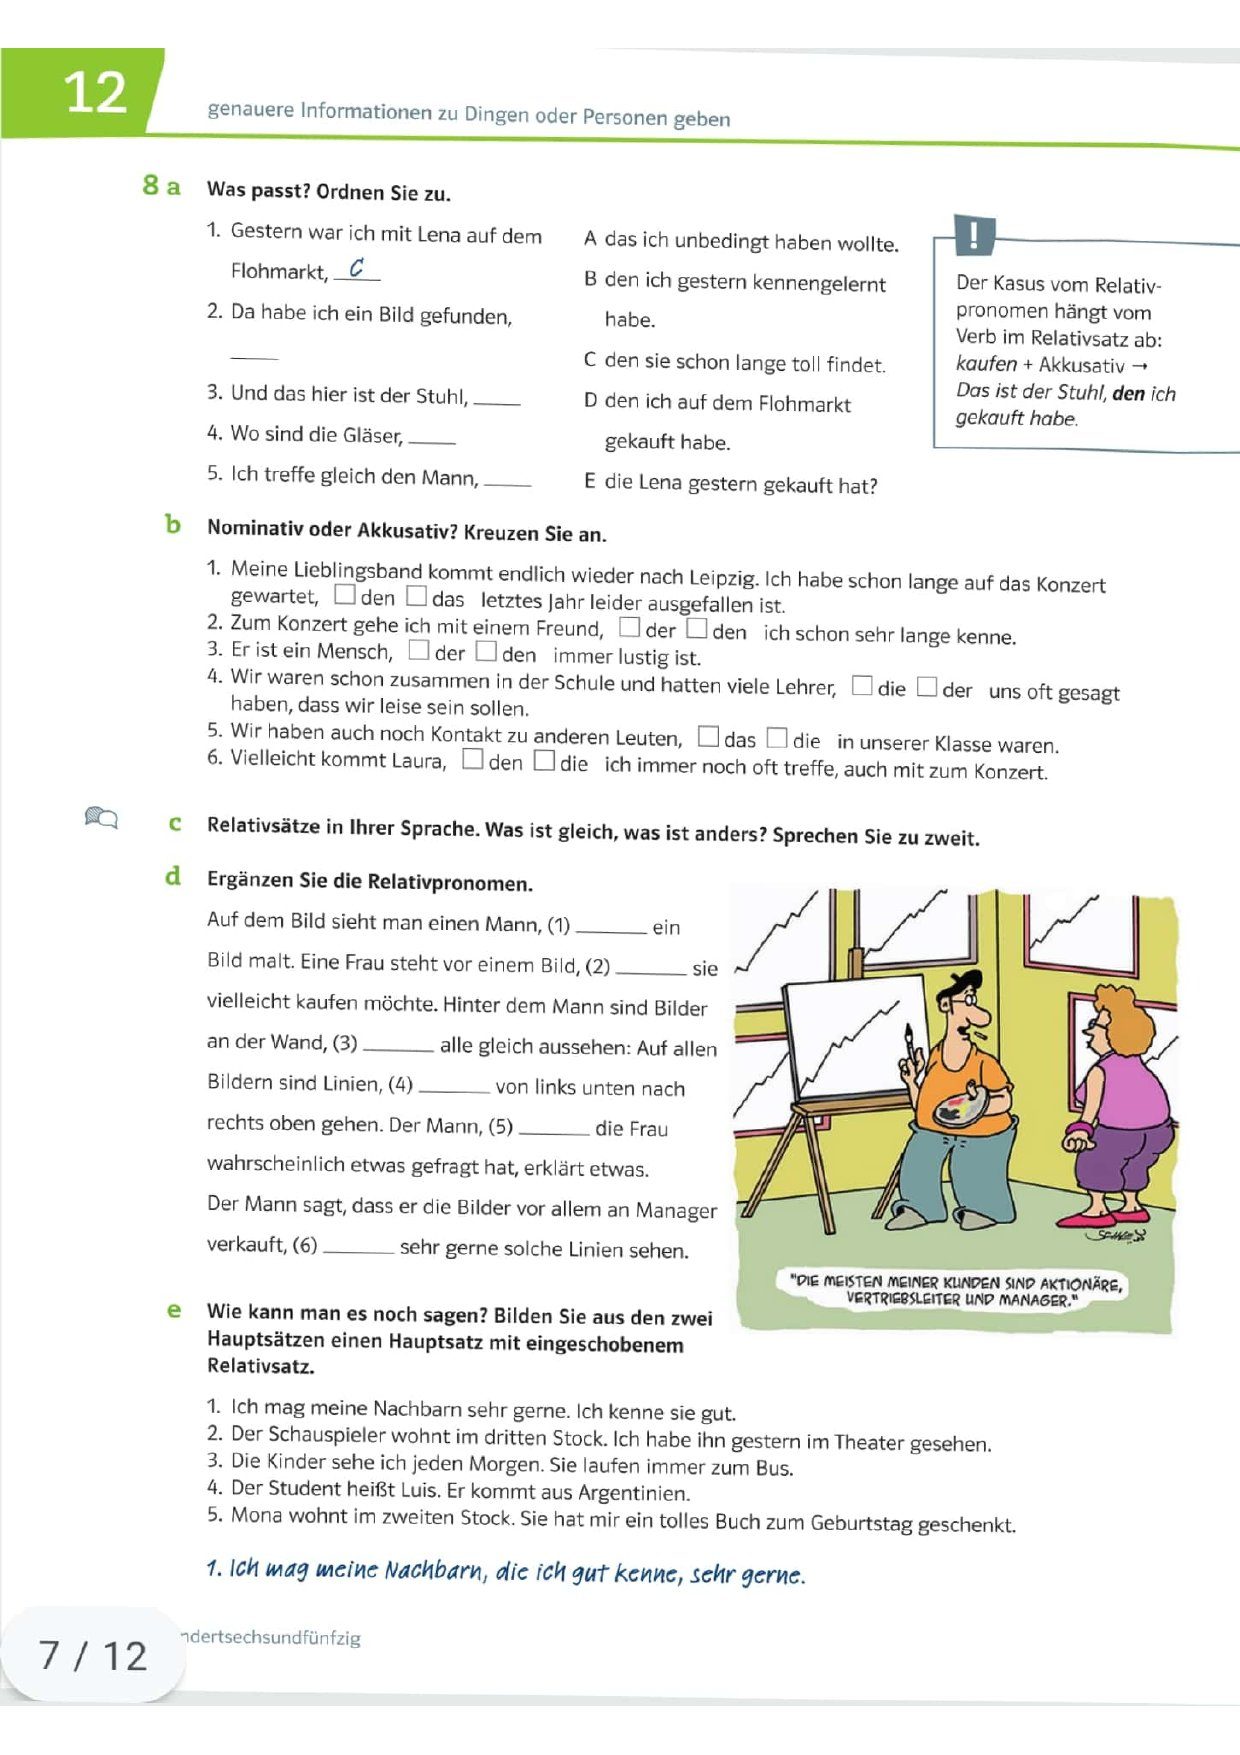 12
genauere Informationen zu Dingen oder Personen geben
8 a Was passt? Ordnen Sie zu.
1. Gestern war ich mit Lena auf dem
Flohmarkt, C
2. Da habe ich ein Bild gefunden,
____
3. Und das hier ist der Stuhl, ____
4. Wo sind die Gläser, ____
5. Ich treffe gleich den Mann, ____
A das ich unbedingt haben wollte.
B den ich gestern kennengelernt
habe.
C den sie schon lange toll findet.
D den ich auf dem Flohmarkt
gekauft habe.
E die Lena gestern gekauft hat?
!
Der Kasus vom Relativ-
pronomen hängt vom
Verb im Relativsatz ab:
kaufen + Akkusativ →
Das ist der Stuhl, den ich
gekauft habe.
b Nominativ oder Akkusativ? Kreuzen Sie an.
1. Meine Lieblingsband kommt endlich wieder nach Leipzig. Ich habe schon lange auf das Konzert
gewartet, □ den □ das letztes Jahr leider ausgefallen ist.
2. Zum Konzert gehe ich mit einem Freund, □ der □ den ich schon sehr lange kenne.
3. Er ist ein Mensch, □ der □ den immer lustig ist.
4. Wir waren schon zusammen in der Schule und hatten viele Lehrer, □ die □ der uns oft gesagt
haben, dass wir leise sein sollen.
5. Wir haben auch noch Kontakt zu anderen Leuten, □ das □ die in unserer Klasse waren.
6. Vielleicht kommt Laura, □ den □ die ich immer noch oft treffe, auch mit zum Konzert.
c Relativsätze in Ihrer Sprache. Was ist gleich, was ist anders? Sprechen Sie zu zweit.
d Ergänzen Sie die Relativpronomen.
Auf dem Bild sieht man einen Mann, (1) ______ ein
Bild malt. Eine Frau steht vor einem Bild, (2) ______ sie
vielleicht kaufen möchte. Hinter dem Mann sind Bilder
an der Wand, (3) ______ alle gleich aussehen: Auf allen
Bildern sind Linien, (4) ______ von links unten nach
rechts oben gehen. Der Mann, (5) ______ die Frau
wahrscheinlich etwas gefragt hat, erklärt etwas.
Der Mann sagt, dass er die Bilder vor allem an Manager
verkauft, (6) ______ sehr gerne solche Linien sehen.
"DIE MEISTEN MEINER KUNDEN SIND AKTIONÄRE,
VERTRIEBSLEITER UND MANAGER."
e Wie kann man es noch sagen? Bilden Sie aus den zwei
Hauptsätzen einen Hauptsatz mit eingeschobenem
Relativsatz.
1. Ich mag meine Nachbarn sehr gerne. Ich kenne sie gut.
2. Der Schauspieler wohnt im dritten Stock. Ich habe ihn gestern im Theater gesehen.
3. Die Kinder sehe ich jeden Morgen. Sie laufen immer zum Bus.
4. Der Student heißt Luis. Er kommt aus Argentinien.
5. Mona wohnt im zweiten Stock. Sie hat mir ein tolles Buch zum Geburtstag geschenkt.
1. Ich mag meine Nachbarn, die ich gut kenne, sehr gerne.
ndertsechsundfünfzig
7 / 12